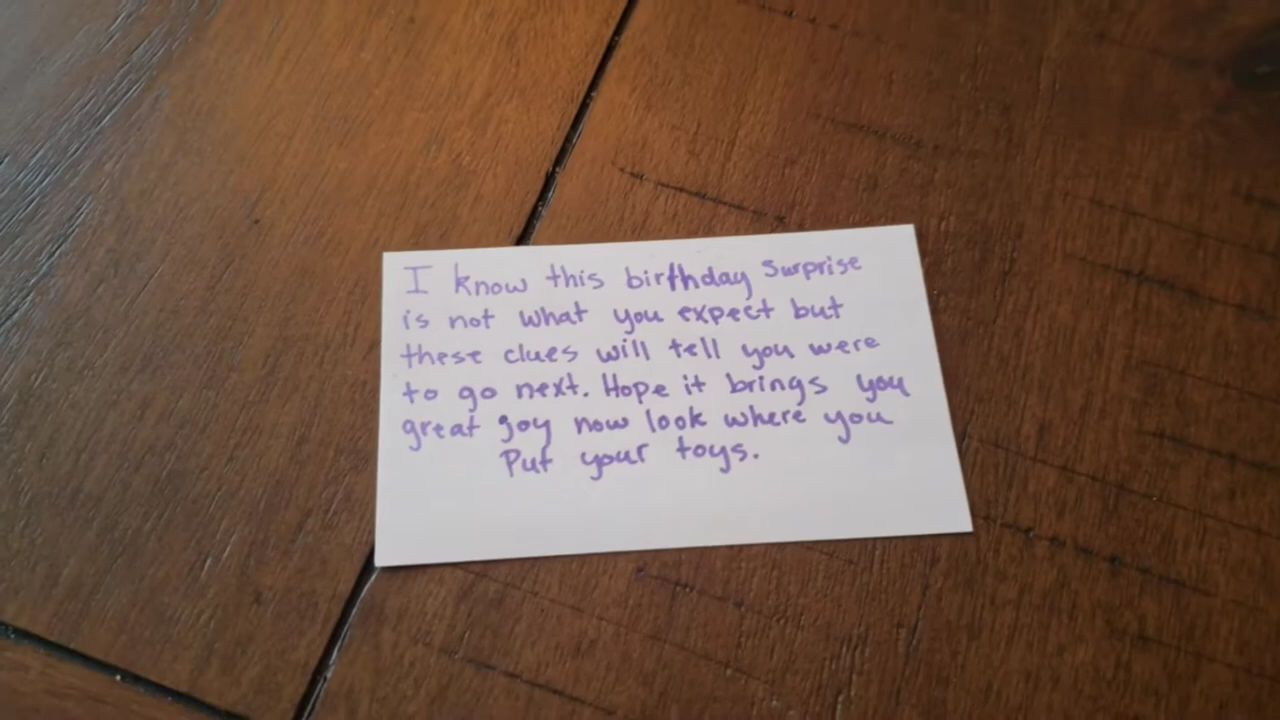 I know this birthday surprise
is not what you expect but
these clues will tell you were
to go next. Hope it brings you
great joy now look where you
Put your toys.